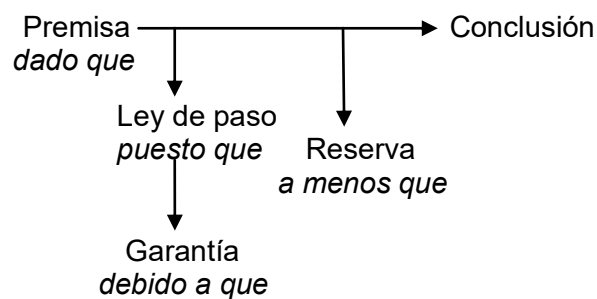 Premisa
dado que
Conclusión
Ley de paso
puesto que
Reserva
a menos que
Garantía
debido a que